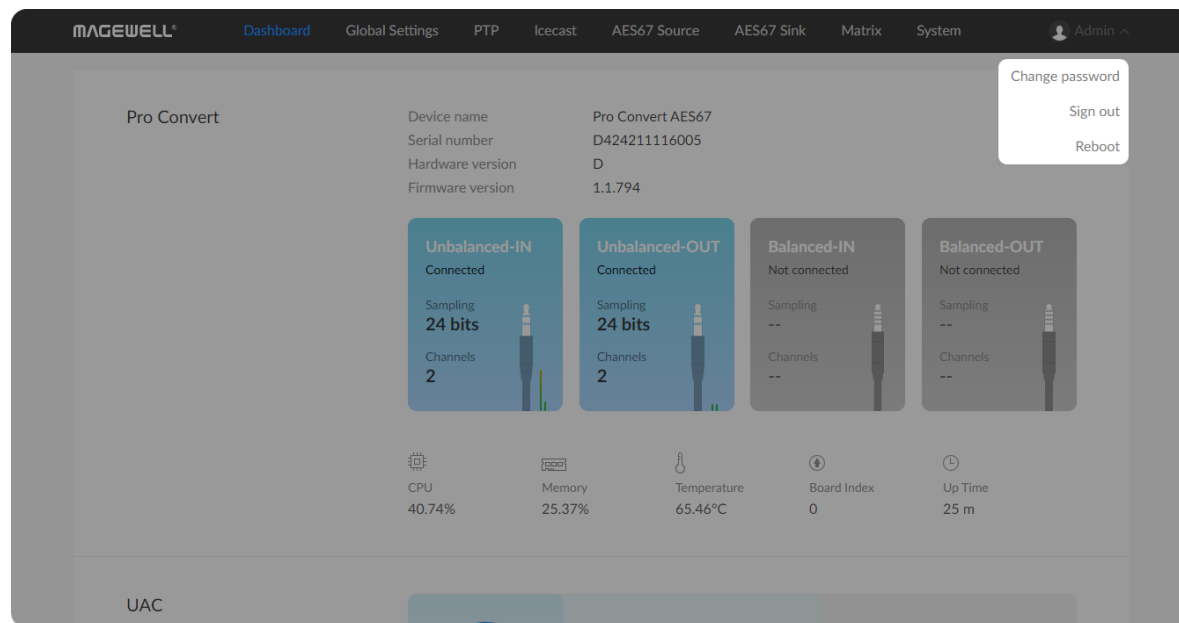 MAGEWELL® Dashboard Global Settings PTP Icecast AES67 Source AES67 Sink Matrix System Admin
Change password
Sign out
Reboot
Pro Convert
Device name Pro Convert AES67
Serial number D424211116005
Hardware version D
Firmware version 1.1.794
Unbalanced-IN Unbalanced-OUT Balanced-IN Balanced-OUT
Connected Connected Not connected Not connected
Sampling Sampling Sampling Sampling
24 bits 24 bits -- --
Channels Channels Channels Channels
2 2 -- --
CPU Memory Temperature Board Index Up Time
40.74% 25.37% 65.46°C 0 25 m
UAC